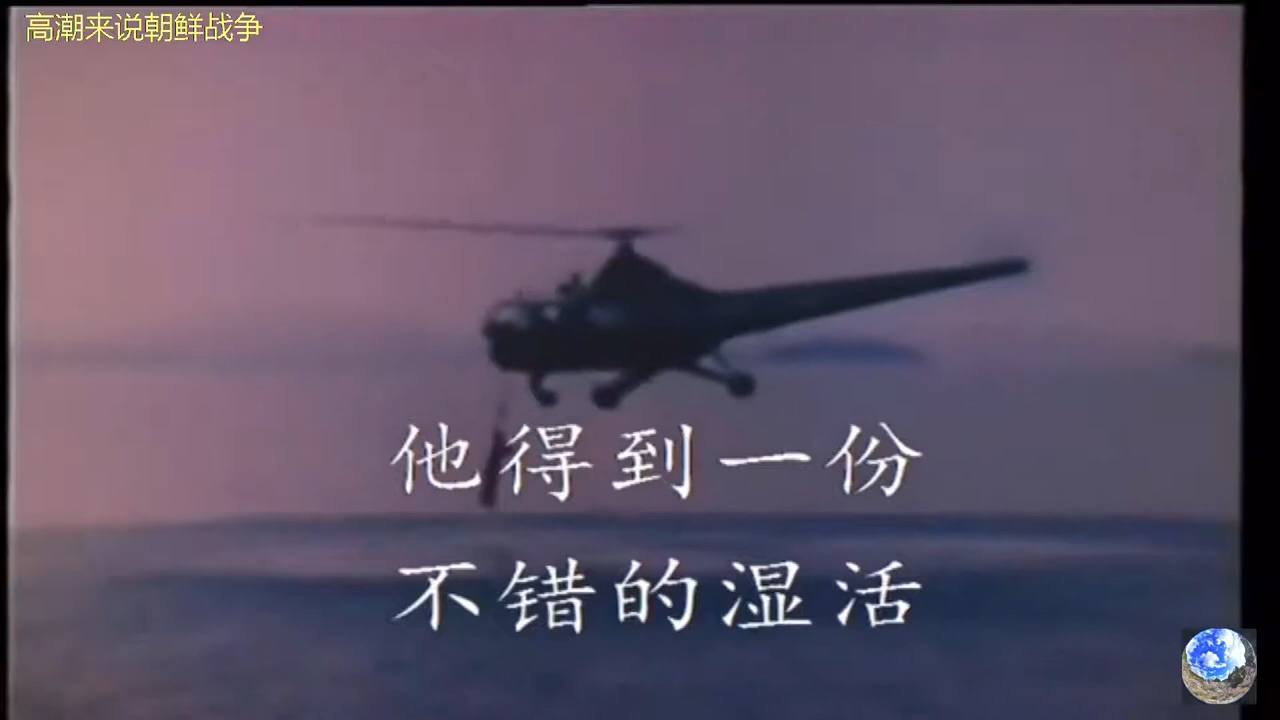 高潮来说朝鲜战争
他得到一份
不错的湿活